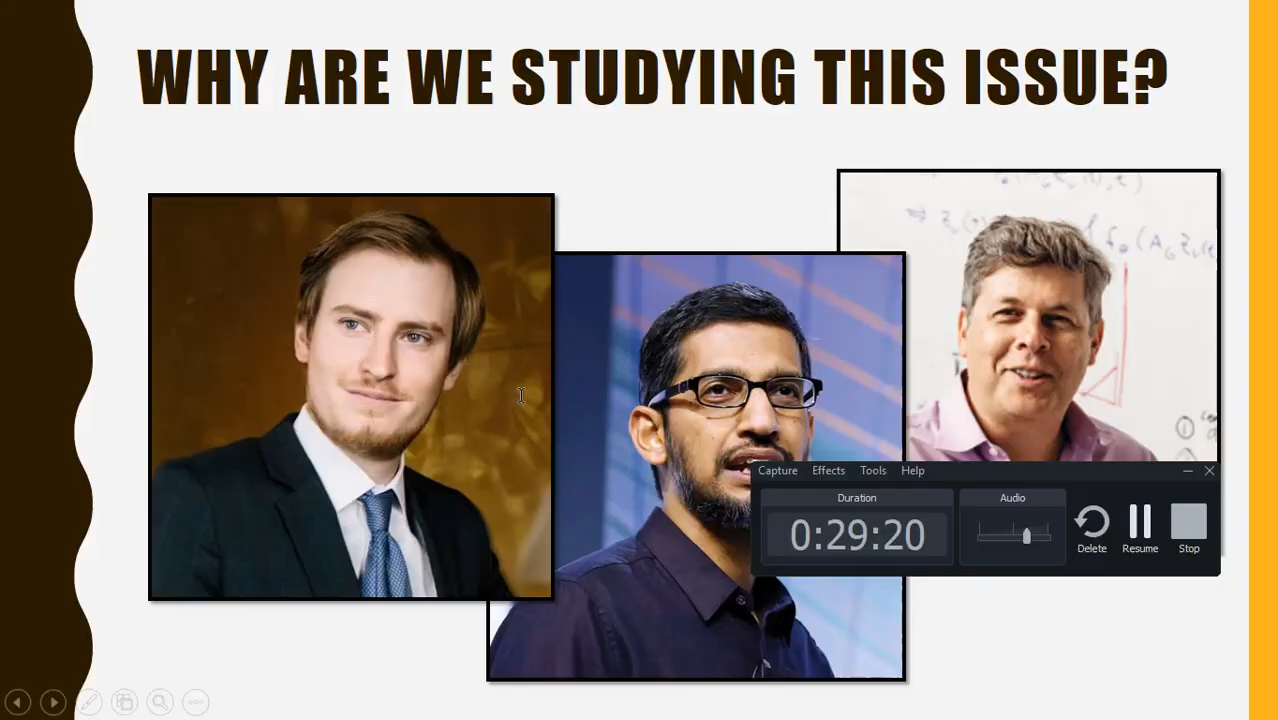 WHY ARE WE STUDYING THIS ISSUE?
Capture Effects Tools Help
Duration
Audio
0:29:20
Delete
Resume
Stop